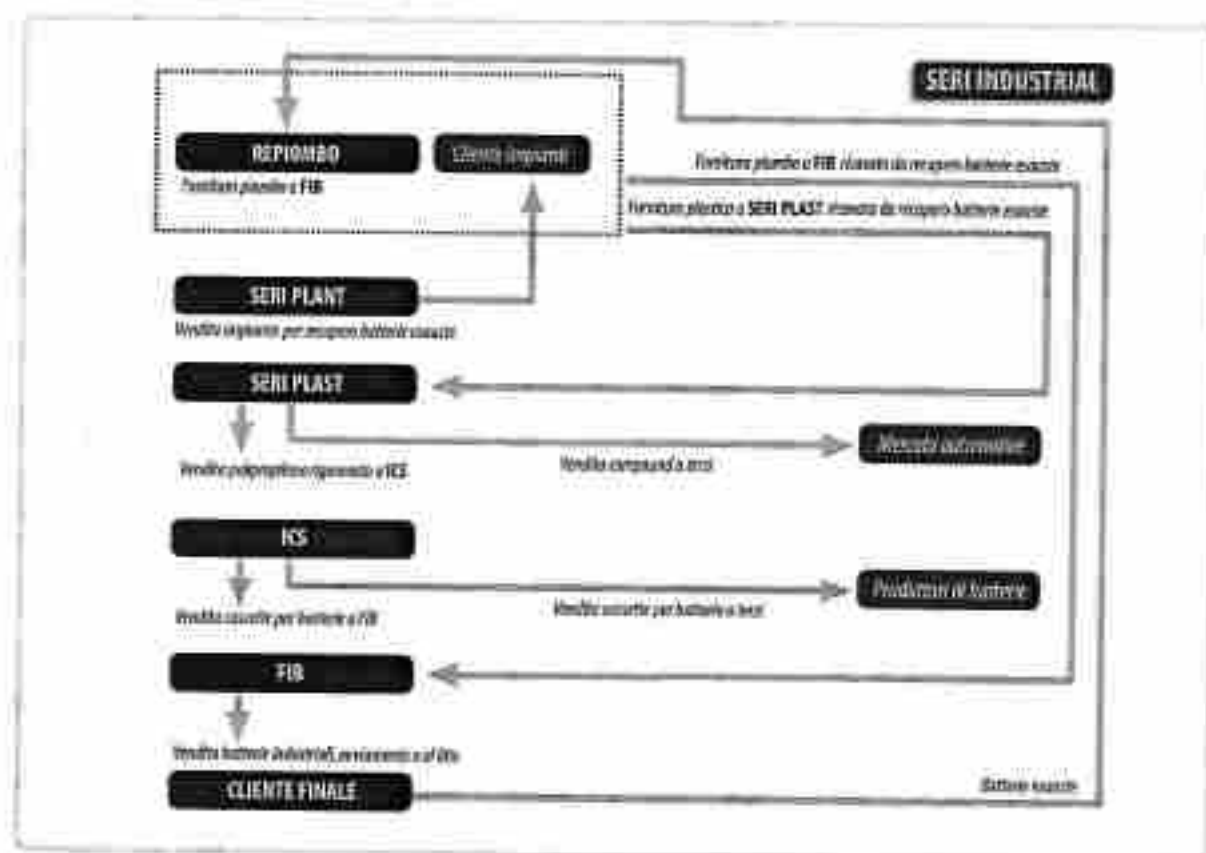 SERI INDUSTRIAL
REPIOMBO
Cliente impianti
Fornitura piombo a FIB
Fornitura piombo a FIB ricavato da recupero batterie esauste
Fornitura plastica a SERI PLAST ricavata da recupero batterie esauste
SERI PLANT
Vendita impianto per recupero batterie esauste
SERI PLAST
Vendita polipropilene rigenerato a ICS
Vendita compound a terzi
Mercato automotive
ICS
Vendita cassette per batterie a FIB
Vendita cassette per batterie a terzi
Produttori di batterie
FIB
Vendita batterie industriali, avviamento e al litio
CLIENTE FINALE
Batterie esauste